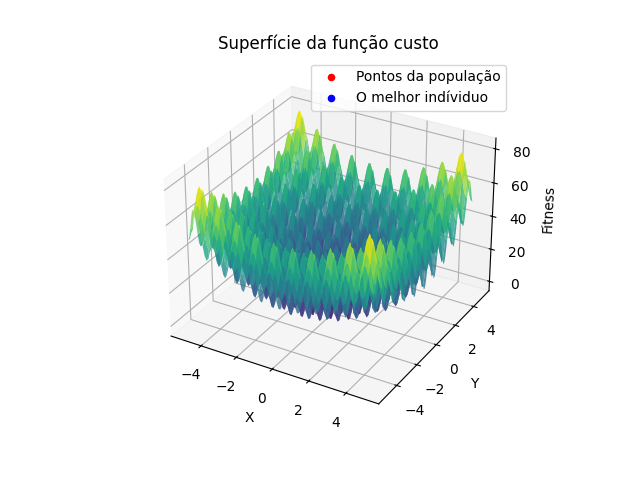 Superfície da função custo
Pontos da população
O melhor indíviduo
80
60
40
20
0
Fitness
4
2
0
−2
−4
Y
−4
−2
0
2
4
X